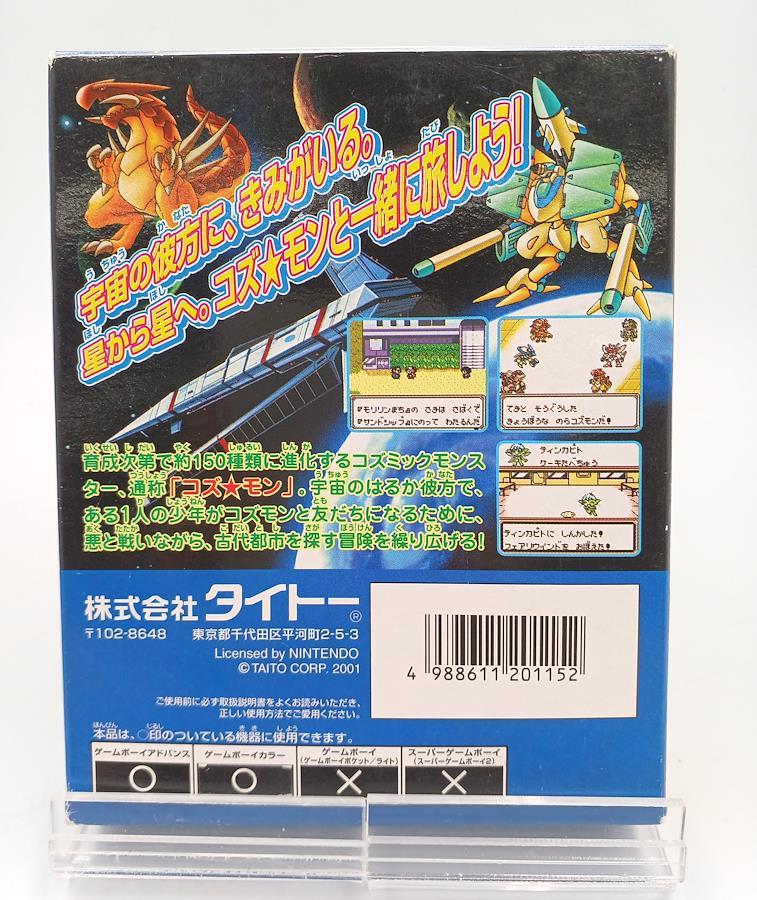 宇宙の彼方に、きみがいる。
星から星へ。コズ★モンと一緒に旅しよう!
『モリリンまち』の さきは さばくで
『サンドシップ』にのって わたるんだ
てきと そうぐうした
きょうぼうな のらコズモンだ!
ティンカビト
ケーキたべちゅう
ティンカビトに しんかした!
フェアリウインドを おぼえた!
育成次第で約150種類に進化するコズミックモンス
ター、通称「コズ★モン」。宇宙のはるか彼方で、
ある1人の少年がコズモンと友だちになるために、
悪と戦いながら、古代都市を探す冒険を繰り広げる!
株式会社 タイトー®
〒102-8648 東京都千代田区平河町2-5-3
Licensed by NINTENDO
© TAITO CORP. 2001
4 988611 201152
ご使用前に必ず取扱説明書をよくお読みいただき、
正しい使用方法でご愛用ください。
本品は、○印のついている機器に使用できます。
ゲームボーイアドバンス ゲームボーイカラー ゲームボーイ (ゲームボーイポケット/ライト) スーパーゲームボーイ (スーパーゲームボーイ2)
○ ○ × ×